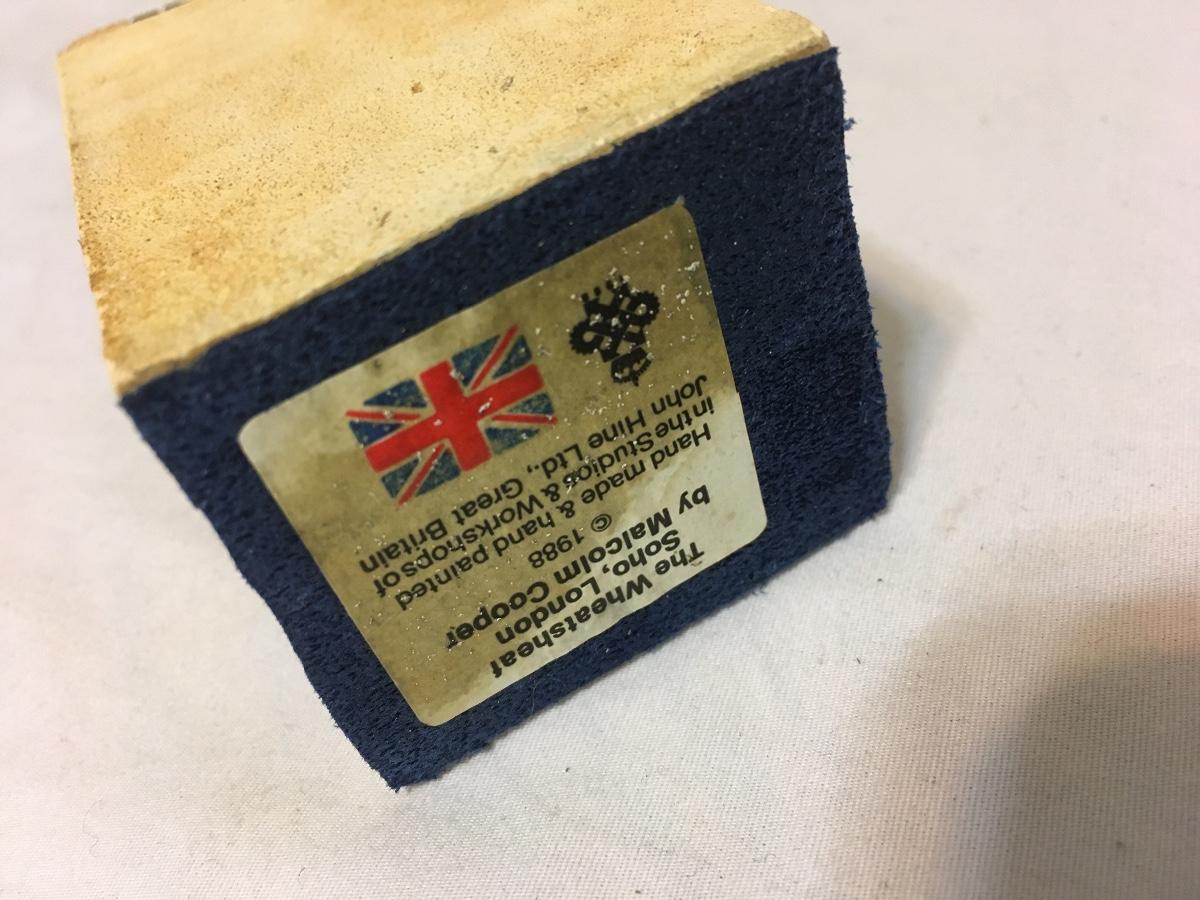 The Wheatsheaf
Soho, London
by Malcolm Cooper
© 1988
Hand made & hand painted
in the Studios & Workshops of
John Hine Ltd., Great Britain